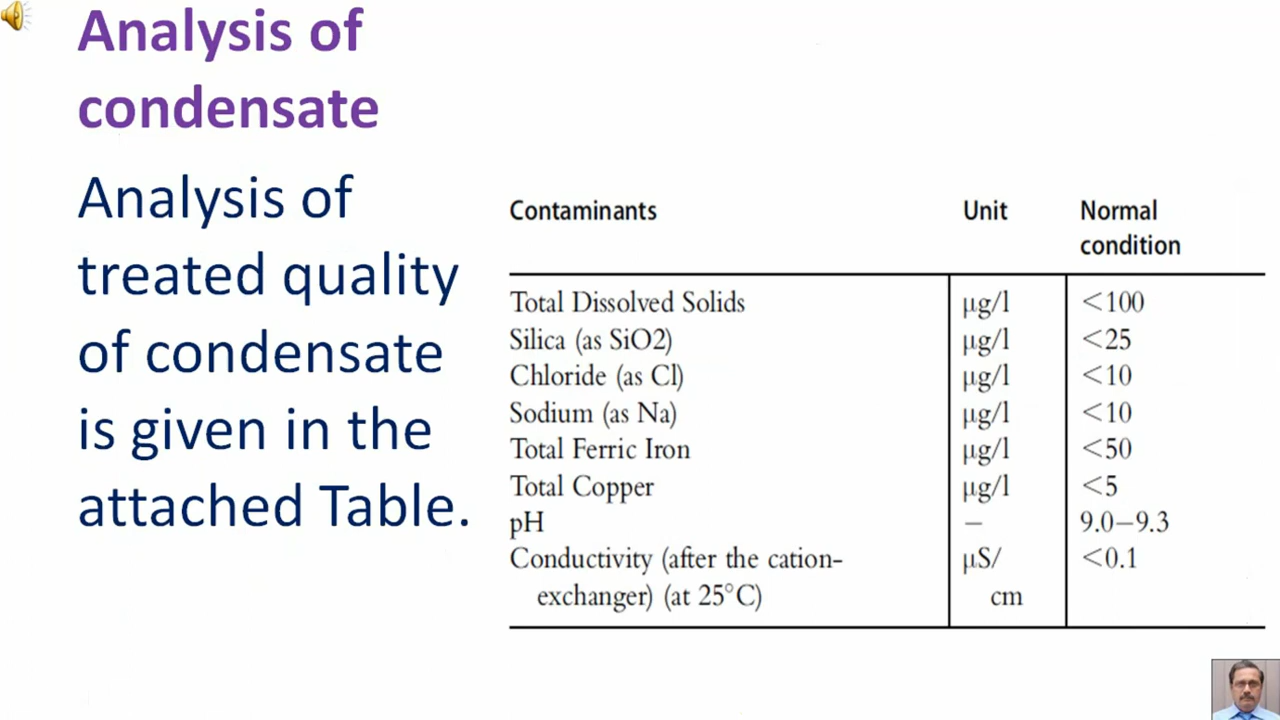 Analysis of
condensate
Analysis of
treated quality
of condensate
is given in the
attached Table.
Contaminants Unit Normal
condition
Total Dissolved Solids µg/l <100
Silica (as SiO2) µg/l <25
Chloride (as Cl) µg/l <10
Sodium (as Na) µg/l <10
Total Ferric Iron µg/l <50
Total Copper µg/l <5
pH – 9.0–9.3
Conductivity (after the cation- µS/ <0.1
exchanger) (at 25°C) cm